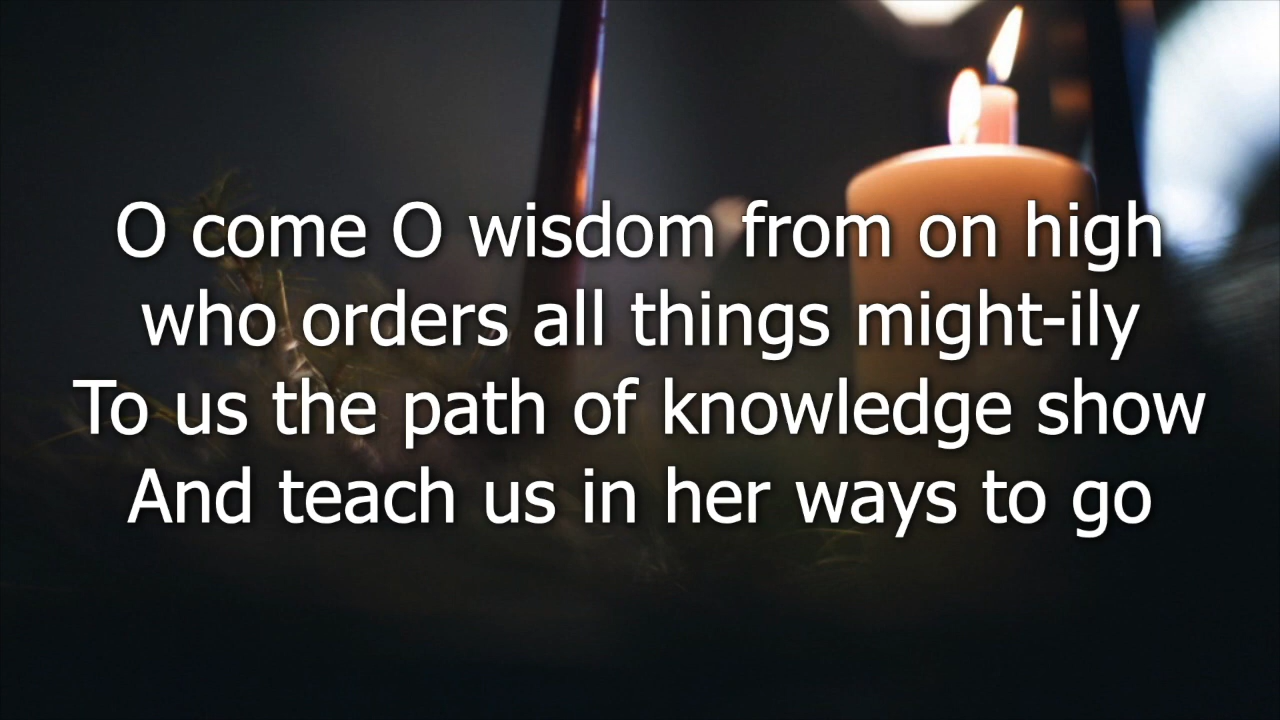 O come O wisdom from on high
who orders all things might-ily
To us the path of knowledge show
And teach us in her ways to go